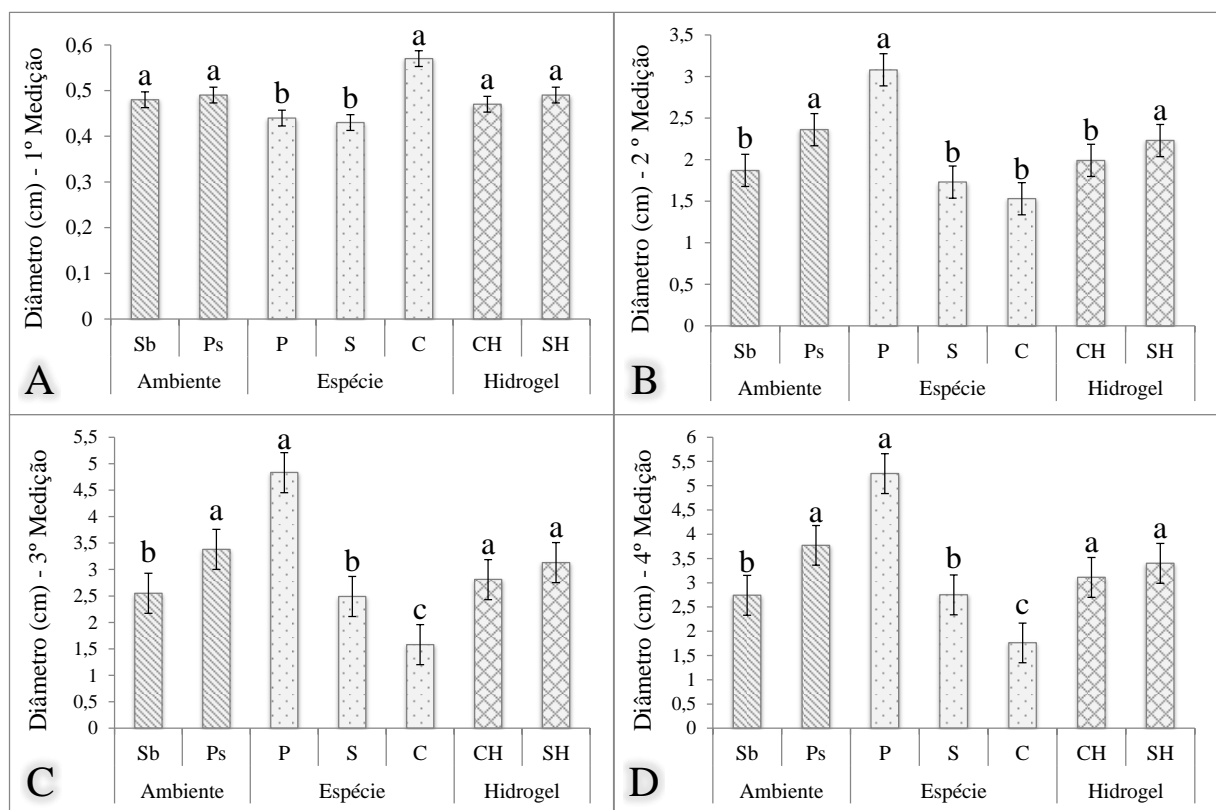 Diâmetro (cm) - 1º Medição
0,6
0,5
0,4
0,3
0,2
0,1
0
a a b b a a a
Sb Ps P S C CH SH
Ambiente Espécie Hidrogel
A
Diâmetro (cm) - 2 º Medição
3,5
3
2,5
2
1,5
1
0,5
0
b a a b b b a
Sb Ps P S C CH SH
Ambiente Espécie Hidrogel
B
Diâmetro (cm) - 3º Medição
5,5
5
4,5
4
3,5
3
2,5
2
1,5
1
0,5
0
b a a b c a a
Sb Ps P S C CH SH
Ambiente Espécie Hidrogel
C
Diâmetro (cm) - 4º Medição
6
5,5
5
4,5
4
3,5
3
2,5
2
1,5
1
0,5
0
b a a b c a a
Sb Ps P S C CH SH
Ambiente Espécie Hidrogel
D